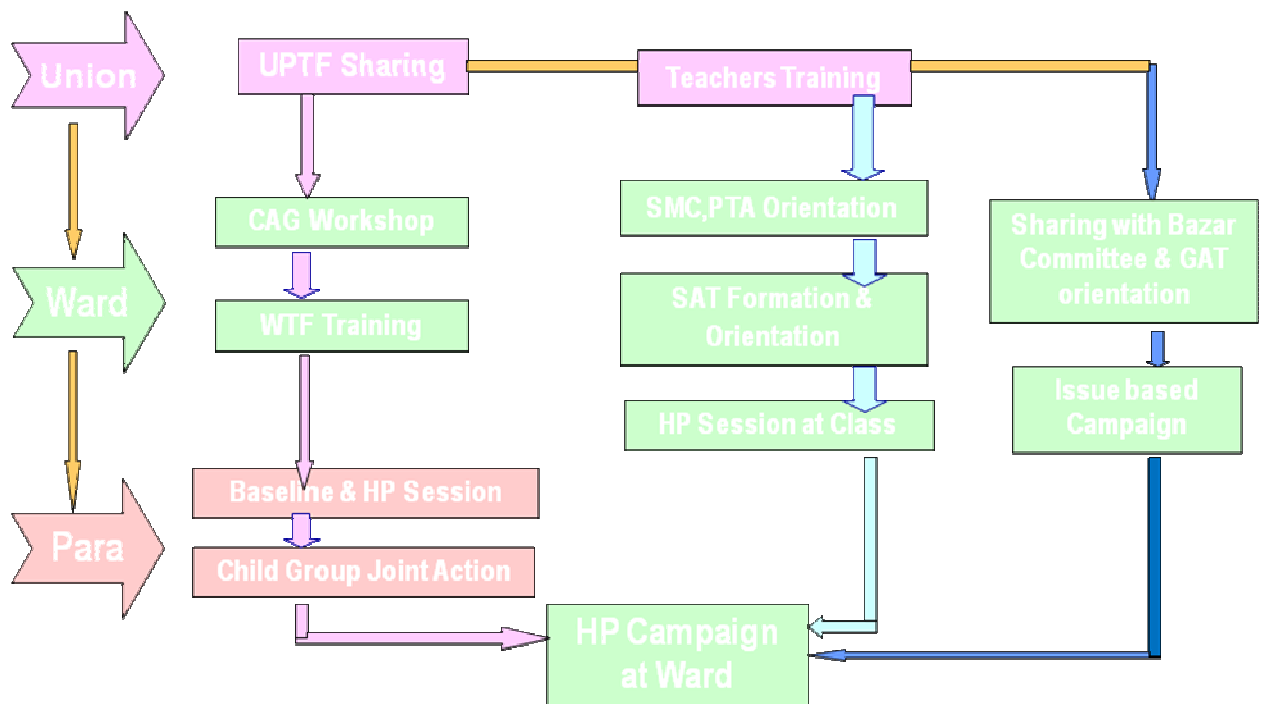 Union
UPTF Sharing
Teachers Training
CAG Workshop
SMC,PTA Orientation
Sharing with Bazar
Committee & GAT
orientation
Ward
WTF Training
SAT Formation &
Orientation
Issue based
Campaign
HP Session at Class
Para
Baseline & HP Session
Child Group Joint Action
HP Campaign
at Ward